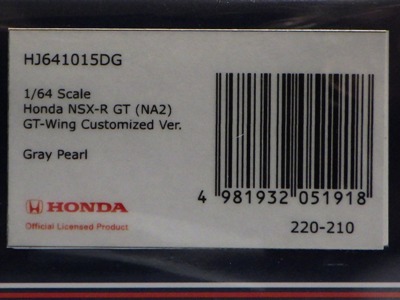 HJ641015DG
1/64 Scale
Honda NSX-R GT (NA2)
GT-Wing Customized Ver.
Gray Pearl
4 981932 051918
HONDA
Official Licensed Product
220-210